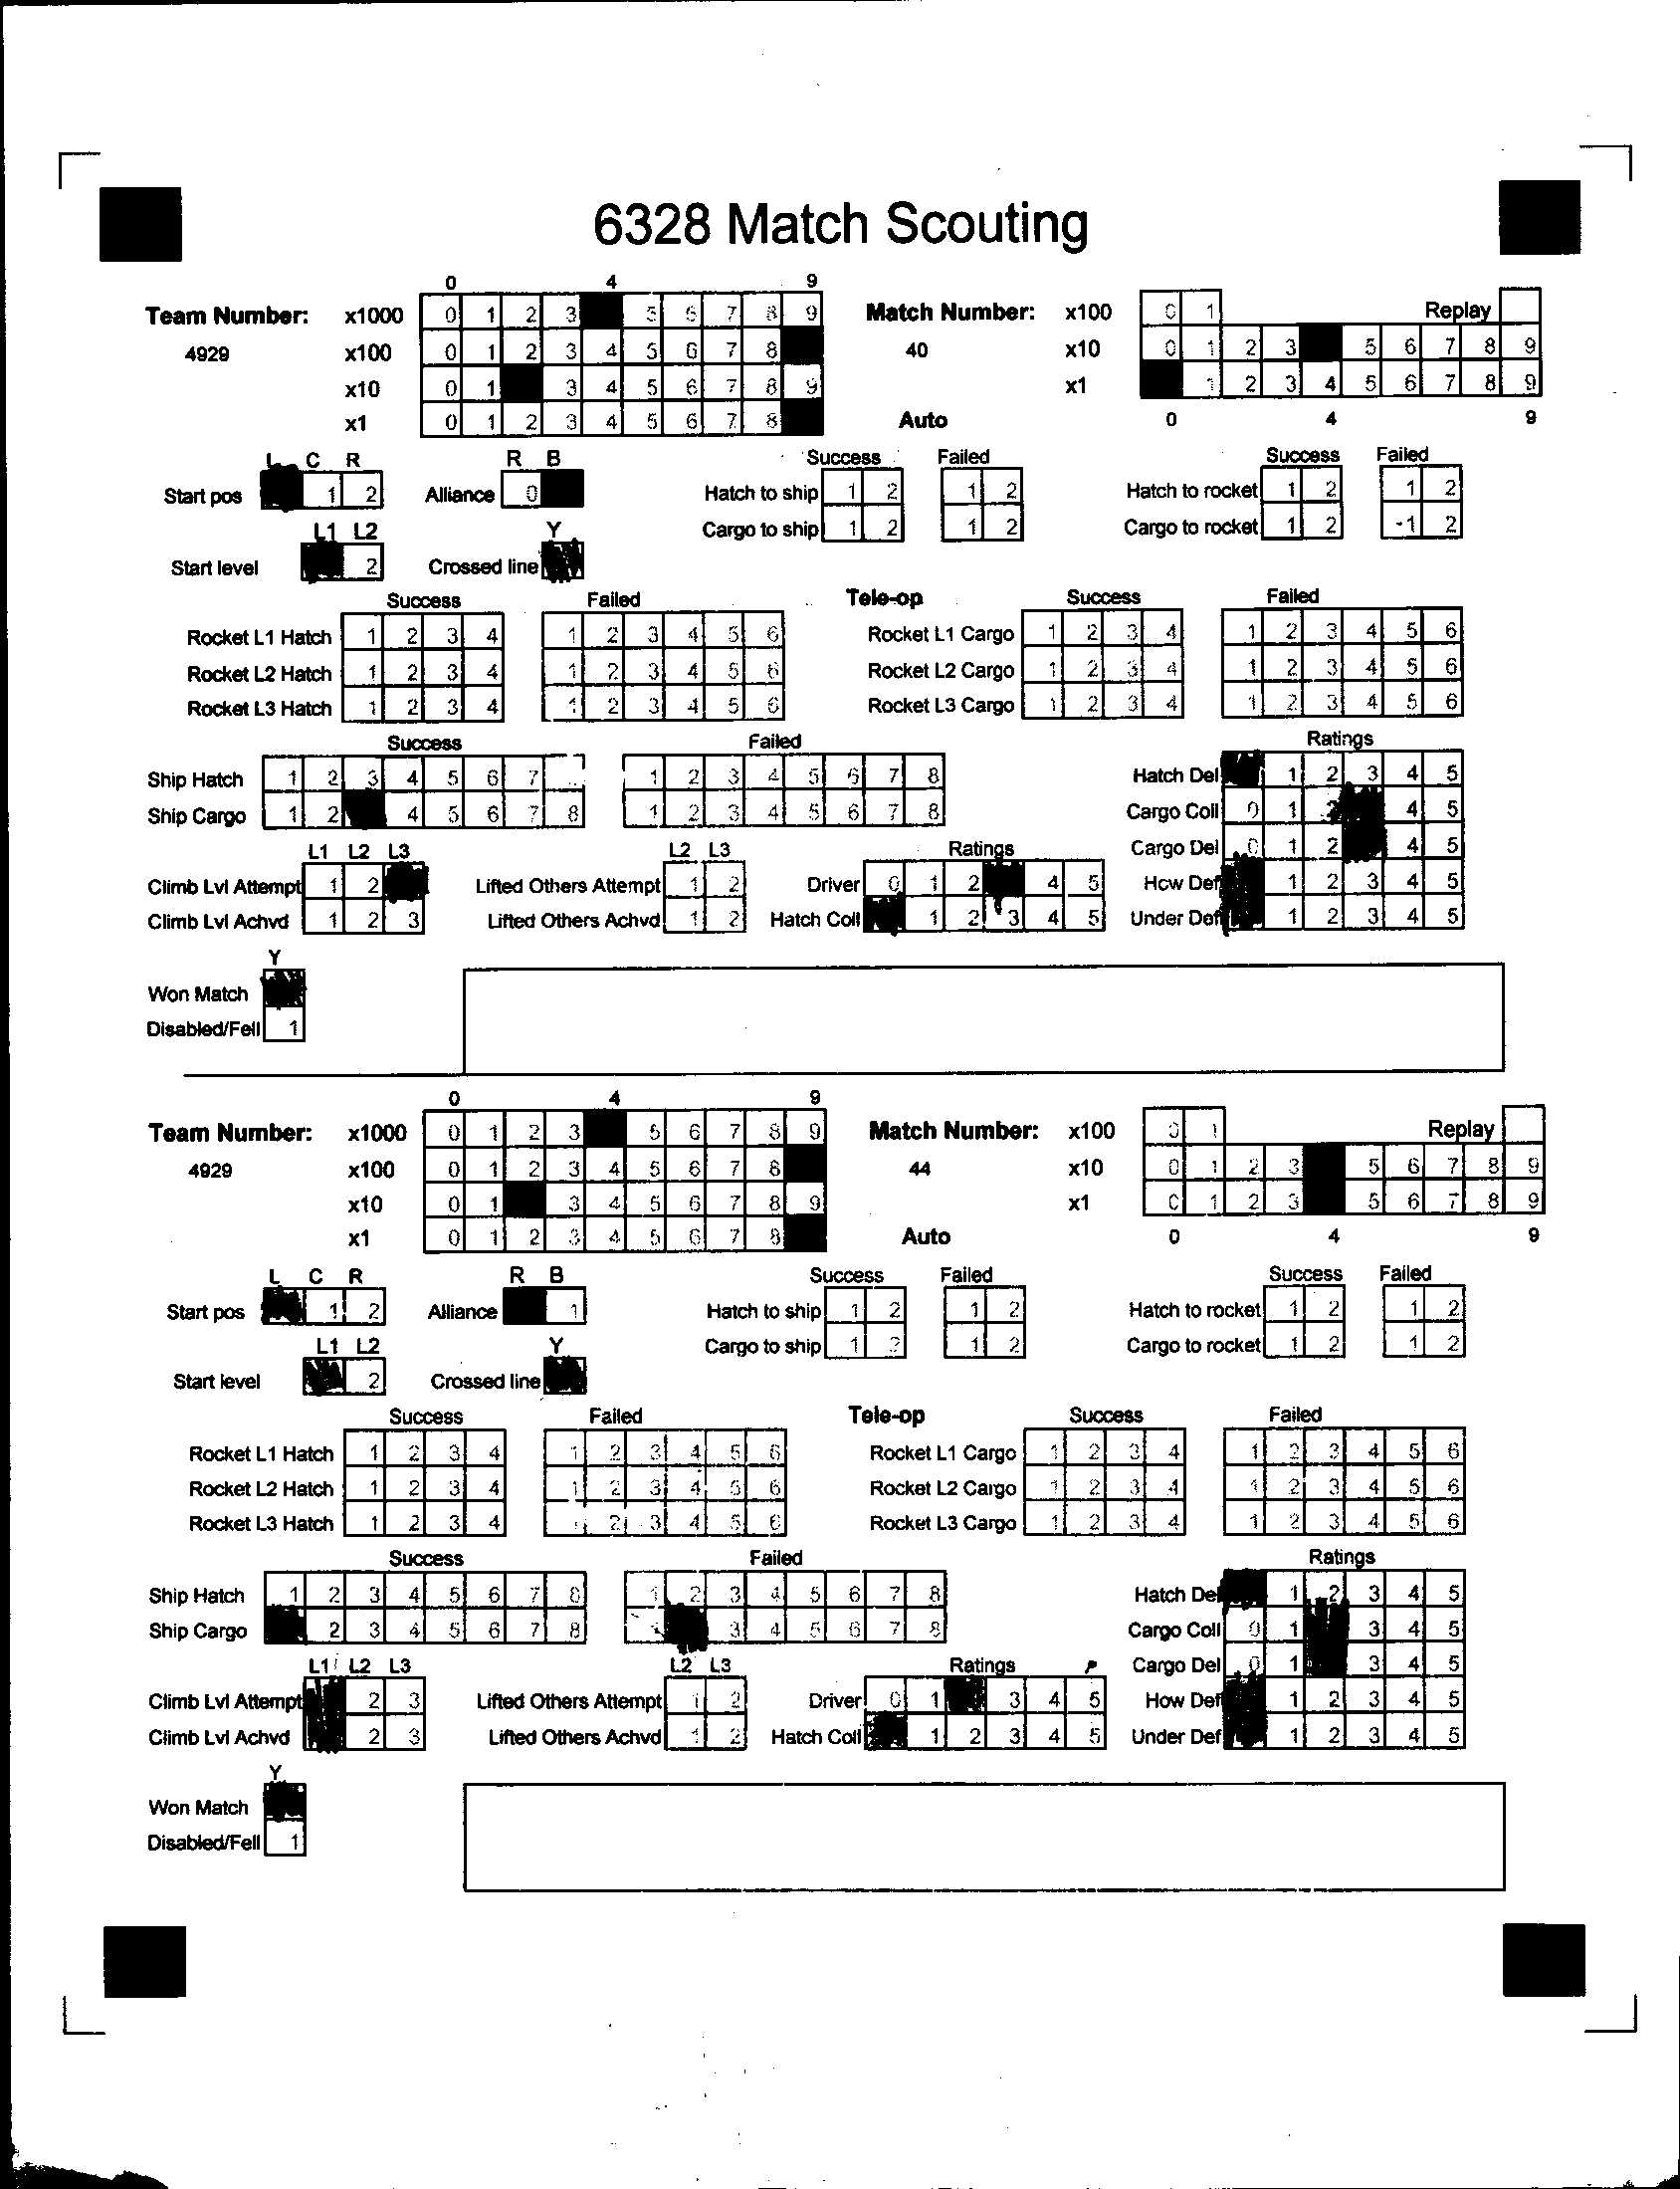 6328 Match Scouting
0 4 9
Team Number: x1000 0 1 2 3 5 6 7 8 9 Match Number: x100 0 1 Replay
4929 x100 0 1 2 3 4 5 6 7 8 40 x10 0 1 2 3 5 6 7 8 9
x10 0 1 3 4 5 6 7 8 9 x1 1 2 3 4 5 6 7 8 9
x1 0 1 2 3 4 5 6 7 8 Auto 0 4 9
L C R R B Success Failed Success Failed
Start pos 1 2 Alliance 0 Hatch to ship 1 2 1 2 Hatch to rocket 1 2 1 2
L1 L2 Y Cargo to ship 1 2 1 2 Cargo to rocket 1 2 1 2
Start level 2 Crossed line
Success Failed Tele-op Success Failed
Rocket L1 Hatch 1 2 3 4 1 2 3 4 5 6 Rocket L1 Cargo 1 2 3 4 1 2 3 4 5 6
Rocket L2 Hatch 1 2 3 4 1 2 3 4 5 6 Rocket L2 Cargo 1 2 3 4 1 2 3 4 5 6
Rocket L3 Hatch 1 2 3 4 1 2 3 4 5 6 Rocket L3 Cargo 1 2 3 4 1 2 3 4 5 6
Success Failed Ratings
Ship Hatch 1 2 3 4 5 6 7 1 2 3 4 5 6 7 8 Hatch Del 1 2 3 4 5
Ship Cargo 1 2 4 5 6 7 8 1 2 3 4 5 6 7 8 Cargo Coll 0 1 2 4 5
L1 L2 L3 L2 L3 Ratings Cargo Del 0 1 2 4 5
Climb Lvl Attempt 1 2 Lifted Others Attempt 1 2 Driver 0 1 2 4 5 How Def 1 2 3 4 5
Climb Lvl Achvd 1 2 3 Lifted Others Achvd 1 2 Hatch Coll 1 2 3 4 5 Under Def 1 2 3 4 5
Y
Won Match
Disabled/Fell 1
0 4 9
Team Number: x1000 0 1 2 3 5 6 7 8 9 Match Number: x100 0 1 Replay
4929 x100 0 1 2 3 4 5 6 7 8 44 x10 0 1 2 3 5 6 7 8 9
x10 0 1 3 4 5 6 7 8 9 x1 0 1 2 3 5 6 7 8 9
x1 0 1 2 3 4 5 6 7 8 Auto 0 4 9
L C R R B Success Failed Success Failed
Start pos 1 2 Alliance 1 Hatch to ship 1 2 1 2 Hatch to rocket 1 2 1 2
L1 L2 Y Cargo to ship 1 2 1 2 Cargo to rocket 1 2 1 2
Start level 2 Crossed line
Success Failed Tele-op Success Failed
Rocket L1 Hatch 1 2 3 4 1 2 3 4 5 6 Rocket L1 Cargo 1 2 3 4 1 2 3 4 5 6
Rocket L2 Hatch 1 2 3 4 1 2 3 4 5 6 Rocket L2 Cargo 1 2 3 4 1 2 3 4 5 6
Rocket L3 Hatch 1 2 3 4 1 2 3 4 5 6 Rocket L3 Cargo 1 2 3 4 1 2 3 4 5 6
Success Failed Ratings
Ship Hatch 1 2 3 4 5 6 7 8 1 2 3 4 5 6 7 8 Hatch Del 1 2 3 4 5
Ship Cargo 2 3 4 5 6 7 8 1 3 4 5 6 7 8 Cargo Coll 0 1 3 4 5
L1 L2 L3 L2 L3 Ratings Cargo Del 0 1 3 4 5
Climb Lvl Attempt 2 3 Lifted Others Attempt 1 2 Driver 0 1 3 4 5 How Def 1 2 3 4 5
Climb Lvl Achvd 2 3 Lifted Others Achvd 1 2 Hatch Coll 1 2 3 4 5 Under Def 1 2 3 4 5
Y
Won Match
Disabled/Fell 1